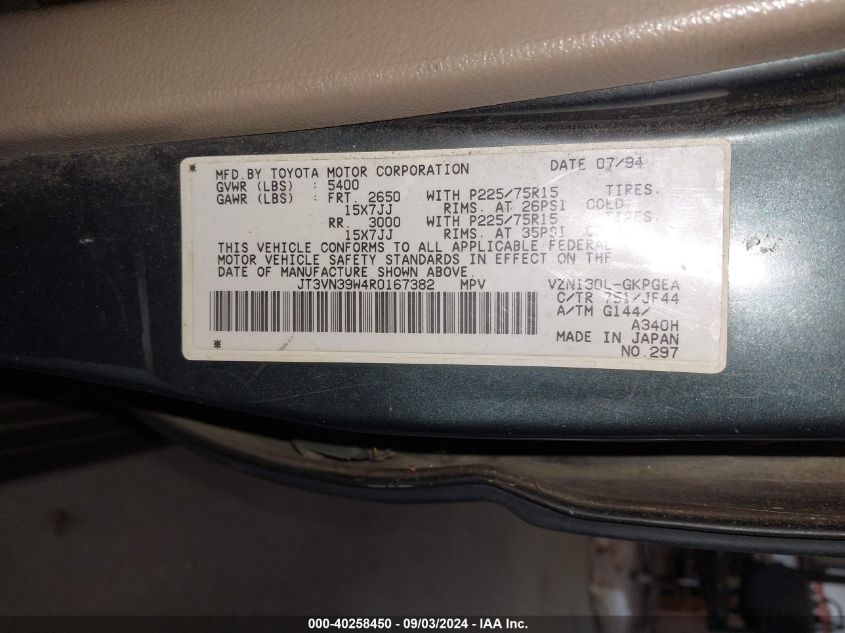 MFD.BY TOYOTA MOTOR CORPORATION DATE 07/94
GVWR (LBS) : 5400
GAWR (LBS) : FRT. 2650 WITH P225/75R15 TIRES.
15X7JJ RIMS. AT 26PSI COLD
RR. 3000 WITH P225/75R15 TIRES.
15X7JJ RIMS. AT 35PSI
THIS VEHICLE CONFORMS TO ALL APPLICABLE FEDERAL
MOTOR VEHICLE SAFETY STANDARDS IN EFFECT ON THE
DATE OF MANUFACTURE SHOWN ABOVE.
JT3VN39W4R0167382 MPV VZN130L-GKPGEA
C/TR 751/JF44
A/TM G144/
A340H
MADE IN JAPAN
NO.297
000-40258450 - 09/03/2024 - IAA Inc.